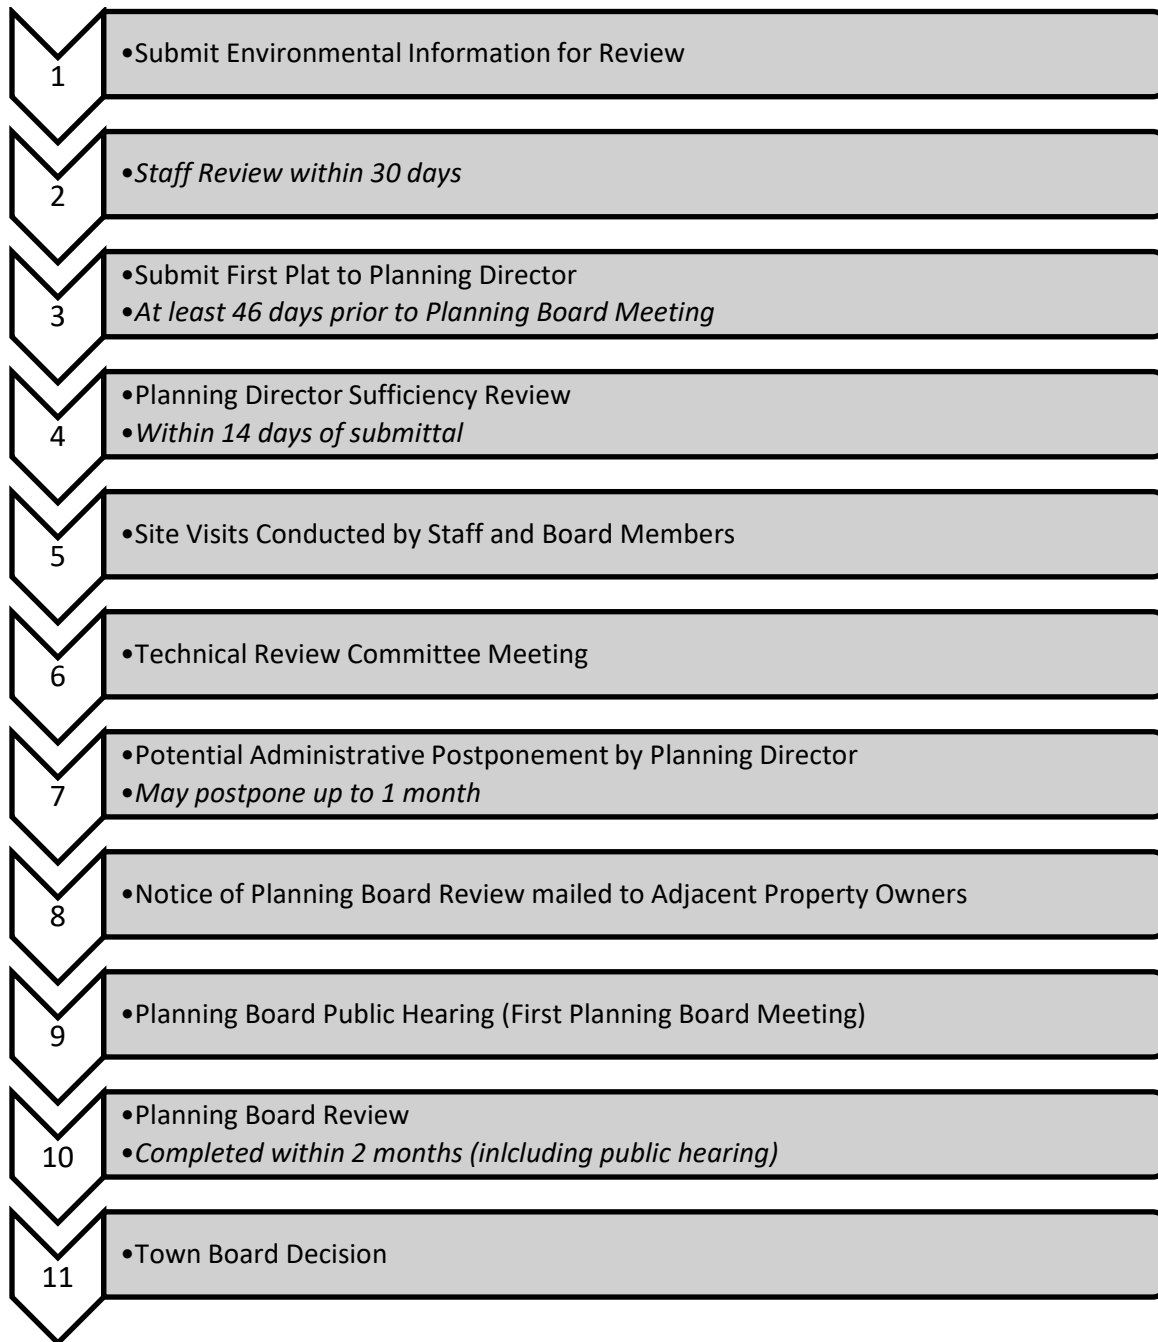 1
•Submit Environmental Information for Review
2
•Staff Review within 30 days
3
•Submit First Plat to Planning Director
•At least 46 days prior to Planning Board Meeting
4
•Planning Director Sufficiency Review
•Within 14 days of submittal
5
•Site Visits Conducted by Staff and Board Members
6
•Technical Review Committee Meeting
7
•Potential Administrative Postponement by Planning Director
•May postpone up to 1 month
8
•Notice of Planning Board Review mailed to Adjacent Property Owners
9
•Planning Board Public Hearing (First Planning Board Meeting)
10
•Planning Board Review
•Completed within 2 months (inlcluding public hearing)
11
•Town Board Decision